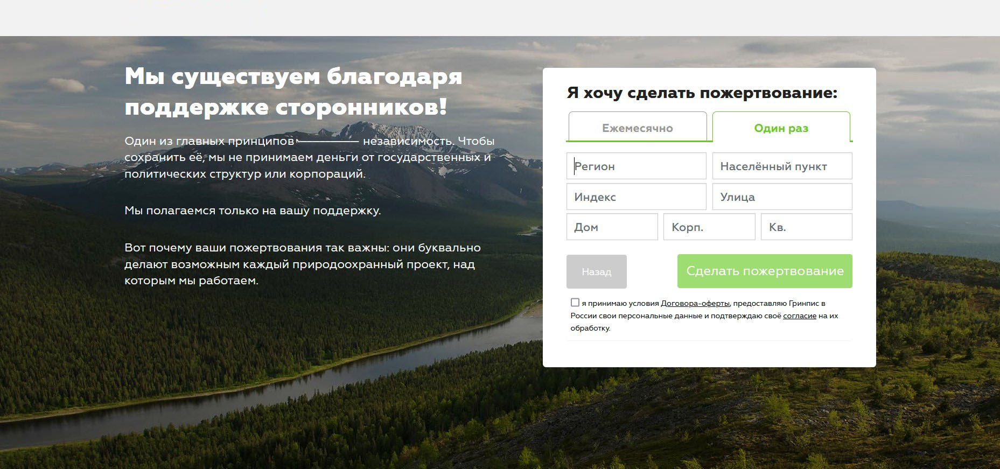 Мы существуем благодаря
поддержке сторонников!
Один из главных принципов — независимость. Чтобы
сохранить её, мы не принимаем деньги от государственных и
политических структур или корпораций.
Мы полагаемся только на вашу поддержку.
Вот почему ваши пожертвования так важны: они буквально
делают возможным каждый природоохранный проект, над
которым мы работаем.
Я хочу сделать пожертвование:
Ежемесячно Один раз
Регион Населённый пункт
Индекс Улица
Дом Корп. Кв.
Назад Сделать пожертвование
я принимаю условия Договора-оферты, предоставляю Гринпис в
России свои персональные данные и подтверждаю своё согласие на их
обработку.